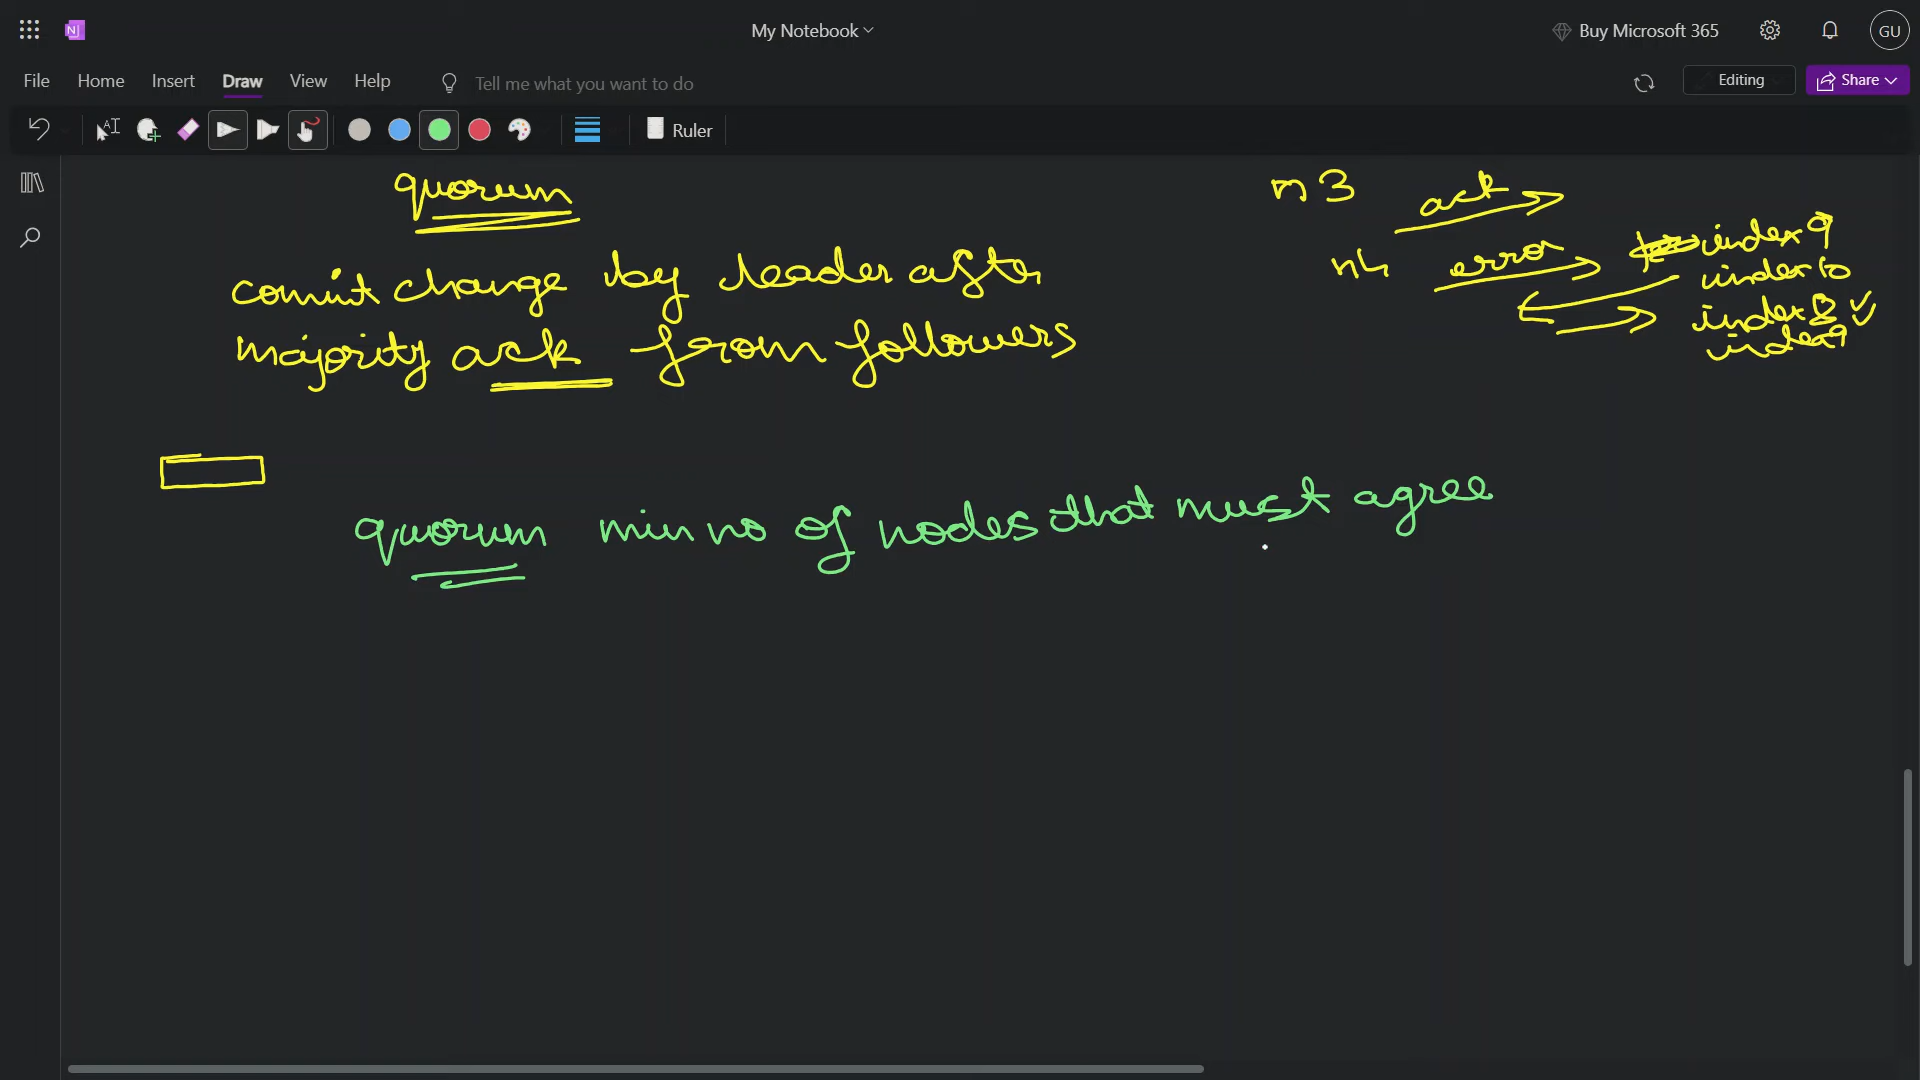 My Notebook
Buy Microsoft 365
GU
File Home Insert Draw View Help
Tell me what you want to do
Editing
Share
Ruler
quorum
commit change by leader after
majority ack from followers
n3 ack
n4 error
index 9
index 10
index 8
index 9
quorum min no of nodes that must agree